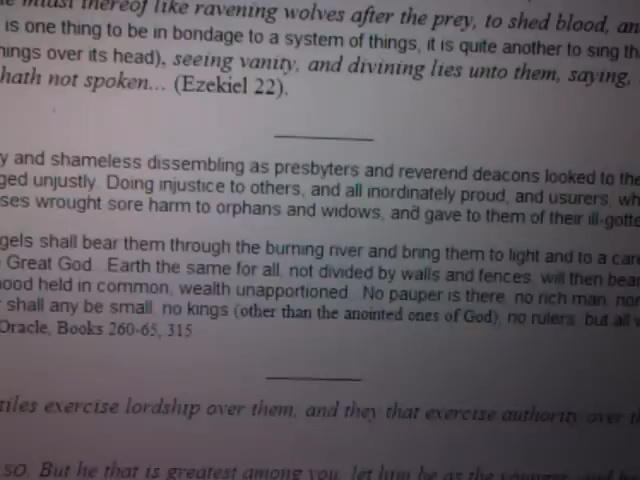 midst thereof like ravening wolves after the prey, to shed blood, an
is one thing to be in bondage to a system of things, it is quite another to sing th
nings over its head), seeing vanity, and divining lies unto them, saying,
hath not spoken... (Ezekiel 22).
y and shameless dissembling as presbyters and reverend deacons looked to the
ged unjustly. Doing injustice to others, and all inordinately proud, and usurers, wh
ses wrought sore harm to orphans and widows, and gave to them of their ill-gotte
gels shall bear them through the burning river and bring them to light and to a care
Great God. Earth the same for all, not divided by walls and fences, will then bear
ood held in common, wealth unapportioned. No pauper is there, no rich man, nor
shall any be small, no kings (other than the anointed ones of God), no rulers, but all
Oracle, Books 260-65, 315
tiles exercise lordship over them, and they that exercise authority over th
so. But he that is greatest among you, let him be as the younger, and